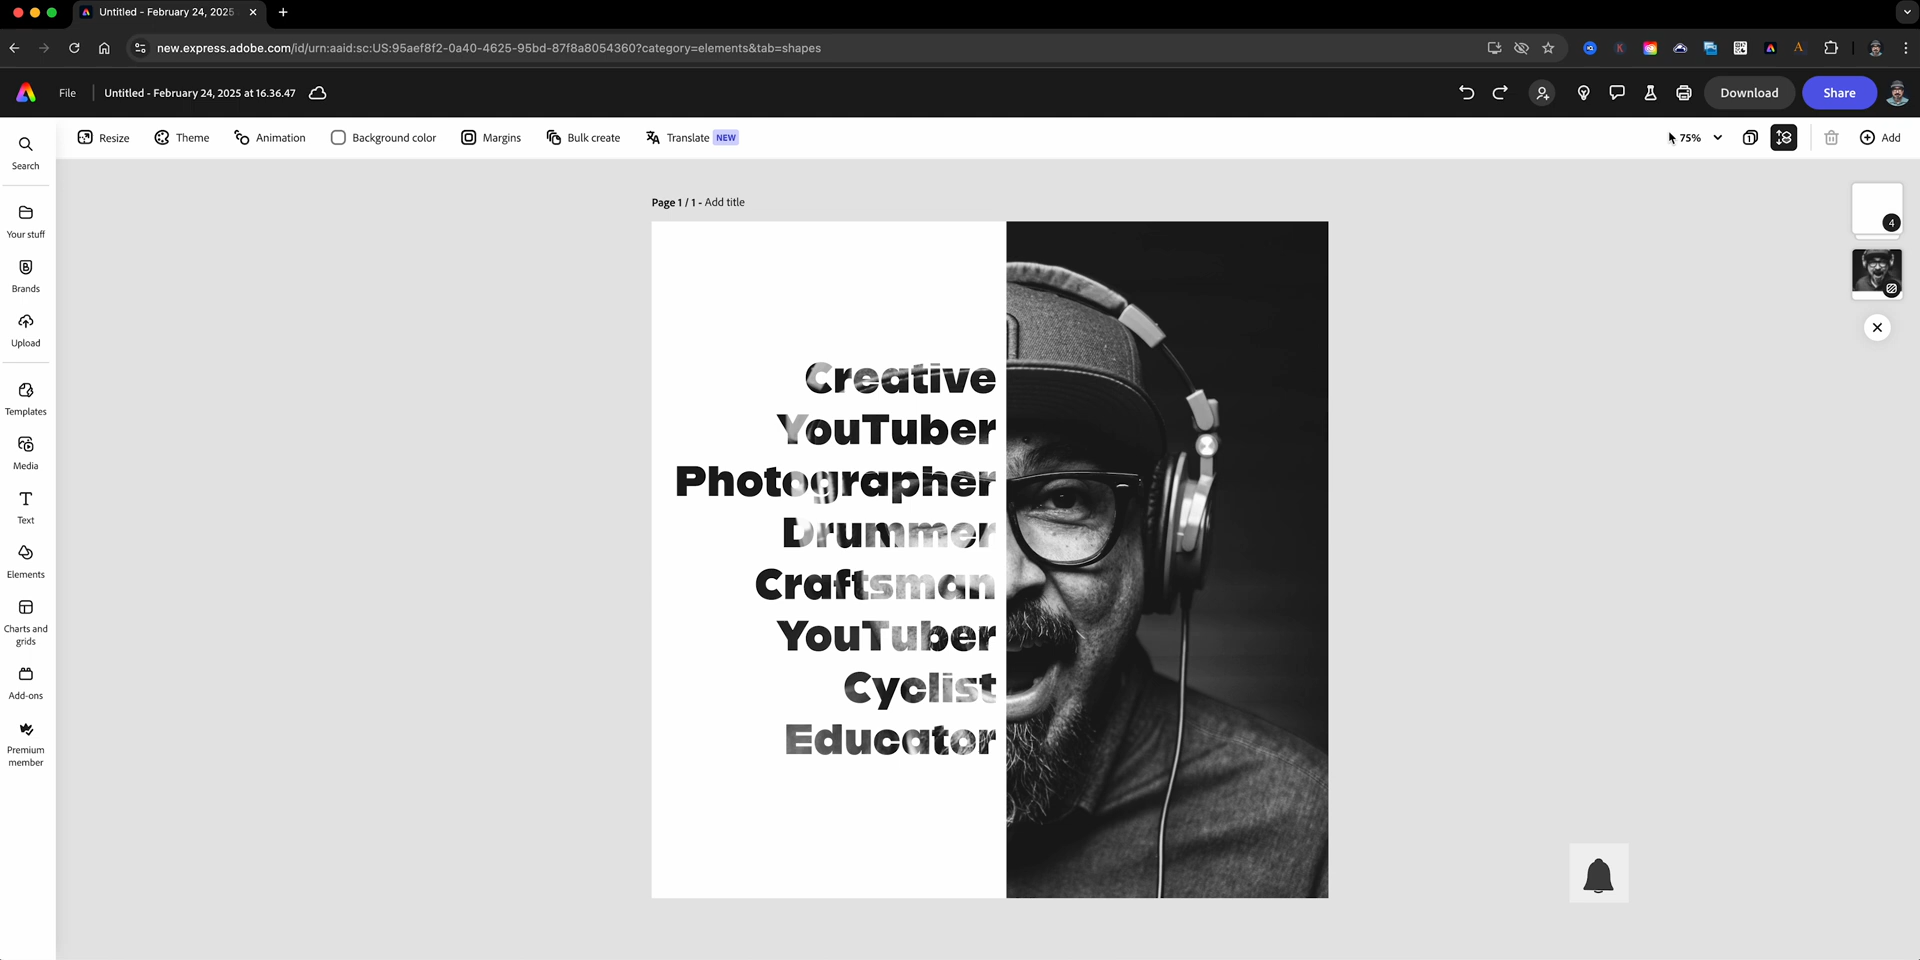 Untitled - February 24, 2025
new.express.adobe.com/id/urn:aaid:sc:US:95aef8f2-0a40-4625-95bd-87f8a8054360?category=elements&tab=shapes
File
Untitled - February 24, 2025 at 16.36.47
Download
Share
Resize
Theme
Animation
Background color
Margins
Bulk create
Translate NEW
75%
1
Add
Search
Your stuff
Brands
Upload
Templates
Media
Text
Elements
Charts and
grids
Add-ons
Premium
member
Page 1 / 1 - Add title
Creative
YouTuber
Photographer
Drummer
Craftsman
YouTuber
Cyclist
Educator
4